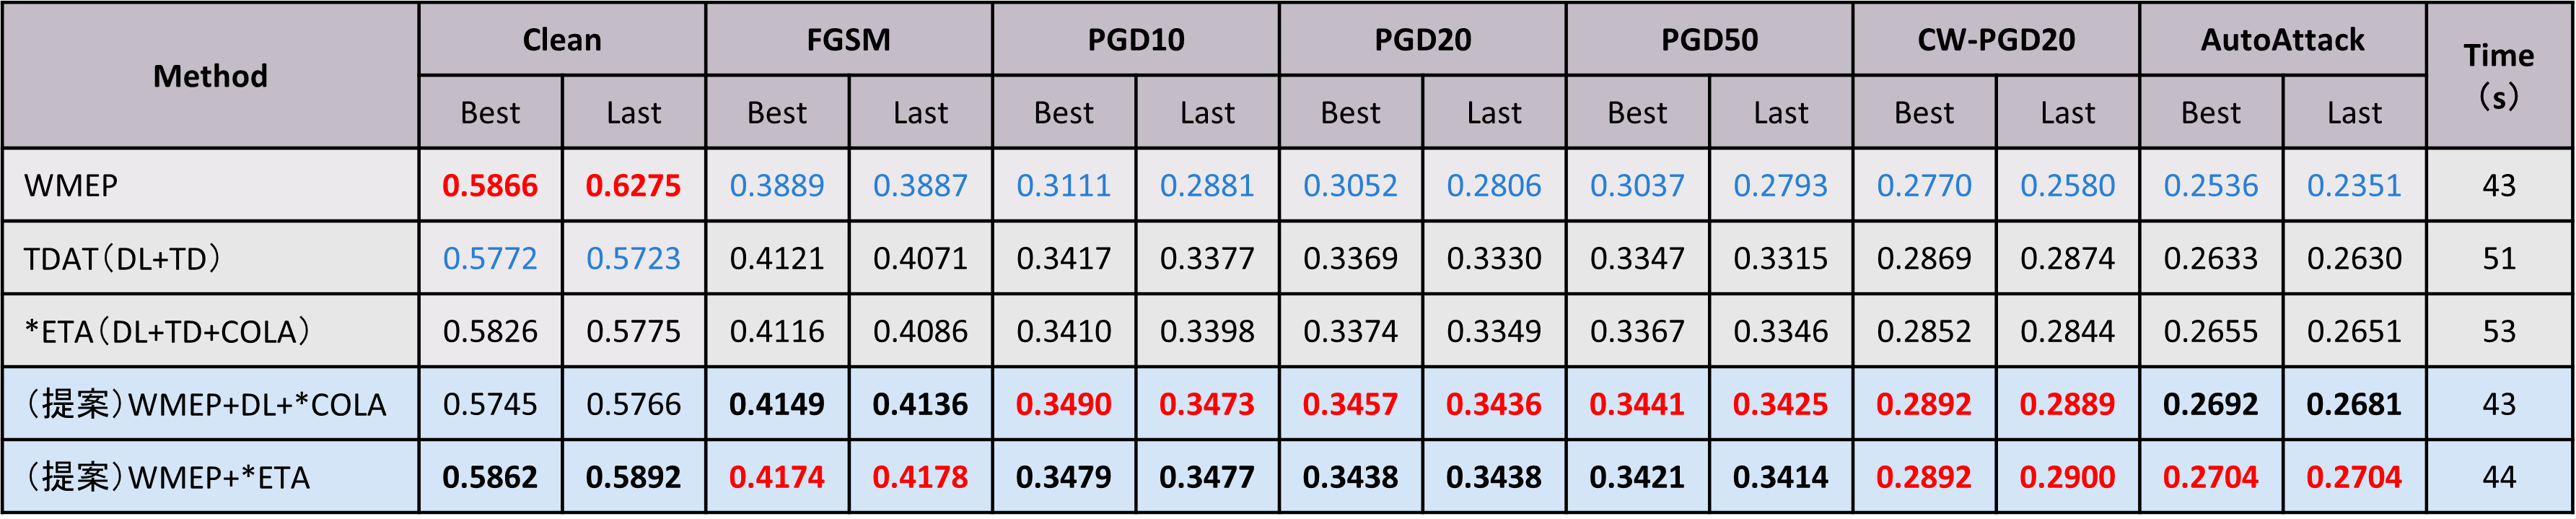 Method Clean FGSM PGD10 PGD20 PGD50 CW-PGD20 AutoAttack Time（s）
Best Last Best Last Best Last Best Last Best Last Best Last Best Last
WMEP 0.5866 0.6275 0.3889 0.3887 0.3111 0.2881 0.3052 0.2806 0.3037 0.2793 0.2770 0.2580 0.2536 0.2351 43
TDAT（DL+TD） 0.5772 0.5723 0.4121 0.4071 0.3417 0.3377 0.3369 0.3330 0.3347 0.3315 0.2869 0.2874 0.2633 0.2630 51
*ETA（DL+TD+COLA） 0.5826 0.5775 0.4116 0.4086 0.3410 0.3398 0.3374 0.3349 0.3367 0.3346 0.2852 0.2844 0.2655 0.2651 53
（提案）WMEP+DL+*COLA 0.5745 0.5766 0.4149 0.4136 0.3490 0.3473 0.3457 0.3436 0.3441 0.3425 0.2892 0.2889 0.2692 0.2681 43
（提案）WMEP+*ETA 0.5862 0.5892 0.4174 0.4178 0.3479 0.3477 0.3438 0.3438 0.3421 0.3414 0.2892 0.2900 0.2704 0.2704 44